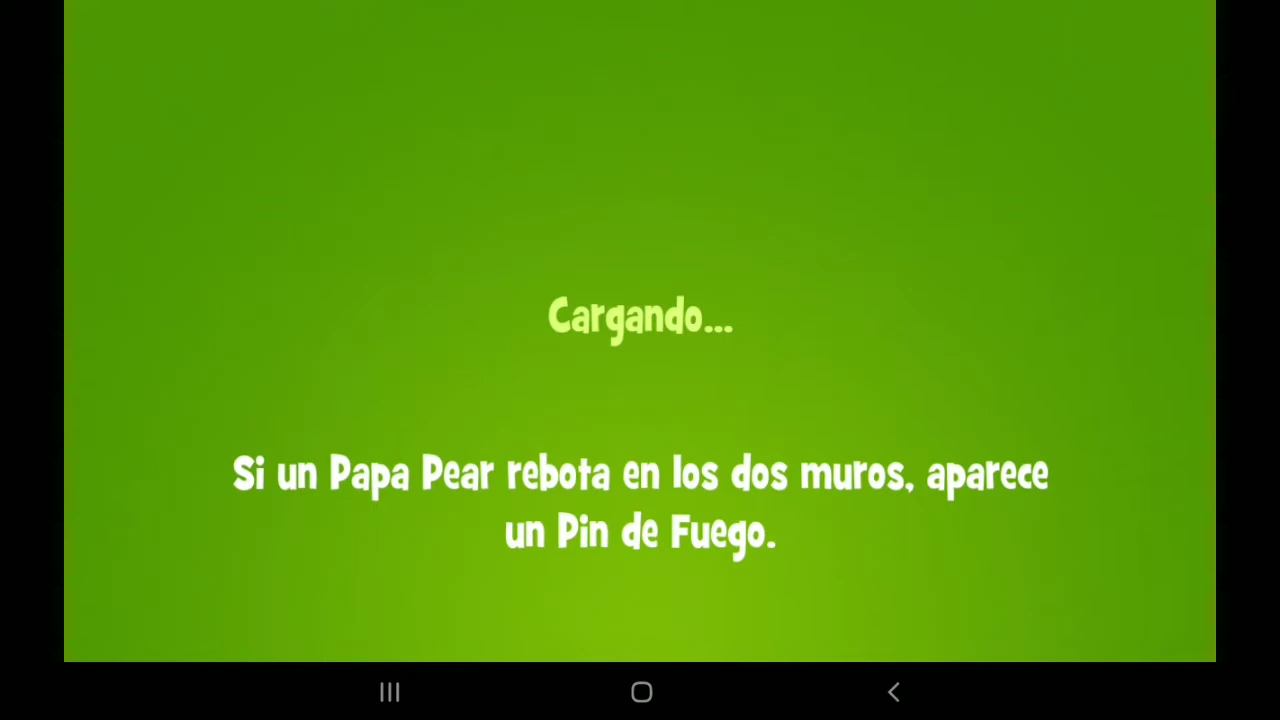 Cargando...
Si un Papa Pear rebota en los dos muros, aparece
un Pin de Fuego.